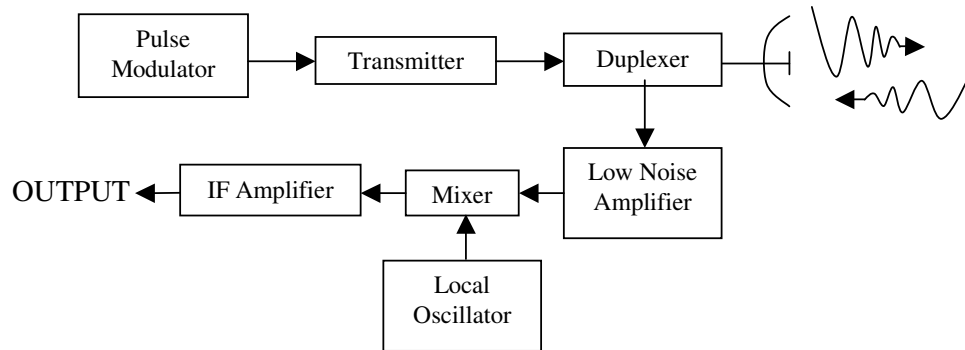 Pulse
Modulator
Transmitter
Duplexer
Low Noise
Amplifier
Mixer
IF Amplifier
OUTPUT
Local
Oscillator